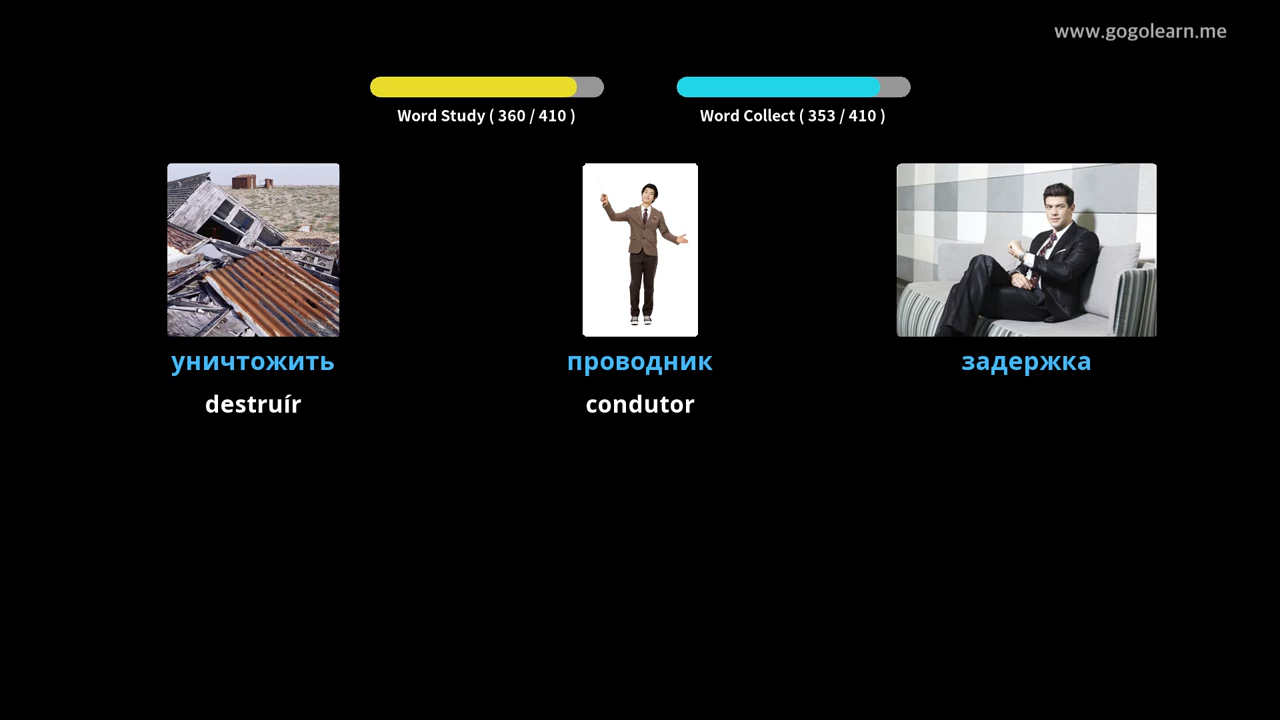 www.gogolearn.me
Word Study ( 360 / 410 )
Word Collect ( 353 / 410 )
уничтожить
проводник
задержка
destruír
condutor